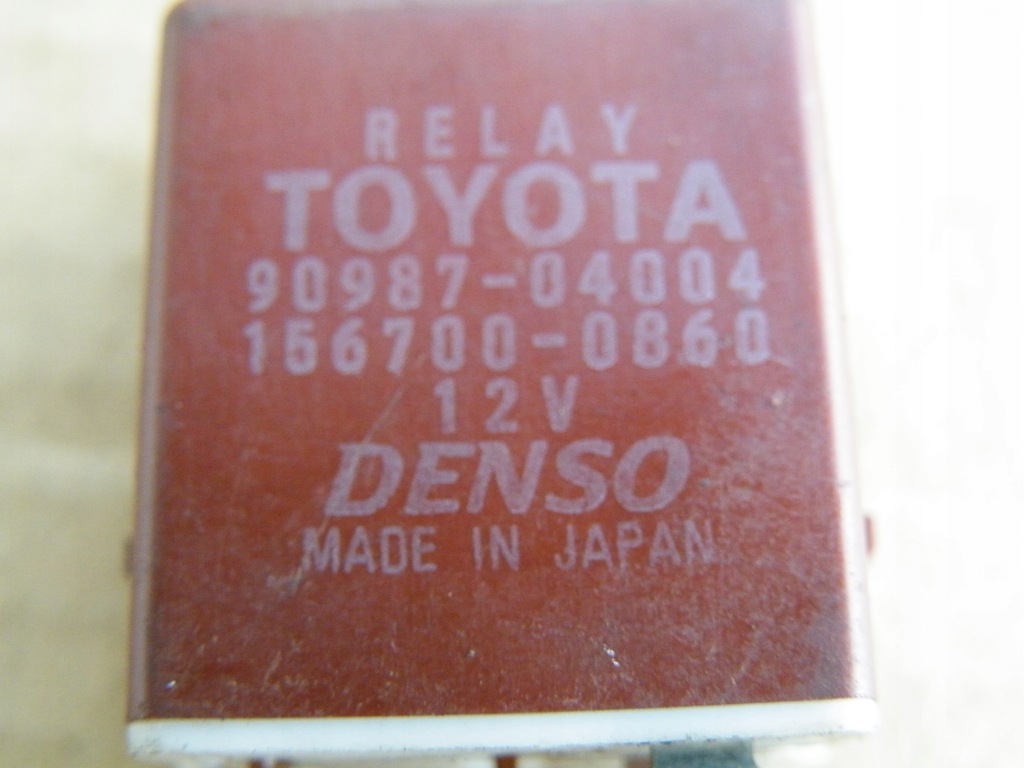 RELAY
TOYOTA
90987-04004
156700-0860
12V
DENSO
MADE IN JAPAN